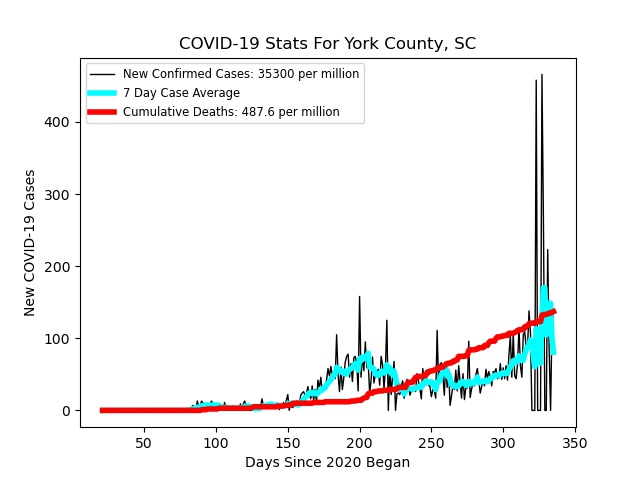 COVID-19 Stats For York County, SC
New Confirmed Cases: 35300 per million
7 Day Case Average
Cumulative Deaths: 487.6 per million
New COVID-19 Cases
400
300
200
100
0
50
100
150
200
250
300
350
Days Since 2020 Began